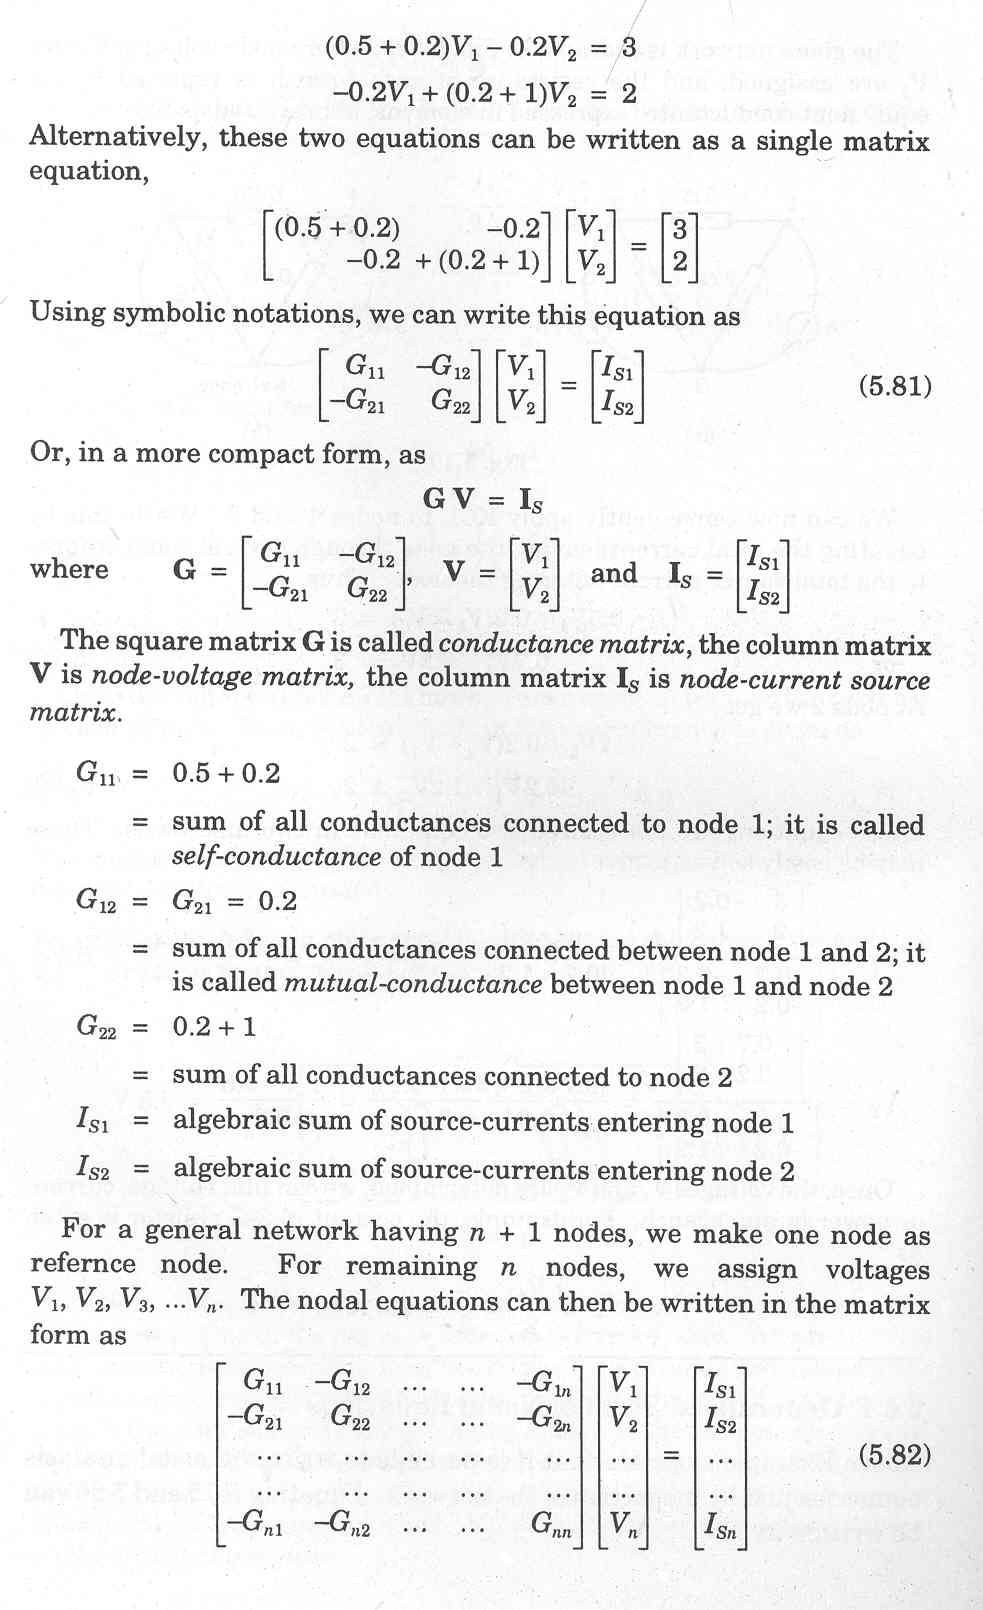 (0.5 + 0.2)V₁ – 0.2V₂ = 3
–0.2V₁ + (0.2 + 1)V₂ = 2
Alternatively, these two equations can be written as a single matrix
equation,
[(0.5 + 0.2) –0.2] [V₁] = [3]
[–0.2 + (0.2 + 1)] [V₂] [2]
Using symbolic notations, we can write this equation as
[G₁₁ –G₁₂] [V₁] = [I_S1] (5.81)
[–G₂₁ G₂₂] [V₂] [I_S2]
Or, in a more compact form, as
G V = I_S
where G = [G₁₁ –G₁₂], V = [V₁] and I_S = [I_S1]
[–G₂₁ G₂₂] [V₂] [I_S2]
The square matrix G is called conductance matrix, the column matrix
V is node-voltage matrix, the column matrix I_S is node-current source
matrix.
G₁₁ = 0.5 + 0.2
= sum of all conductances connected to node 1; it is called
self-conductance of node 1
G₁₂ = G₂₁ = 0.2
= sum of all conductances connected between node 1 and 2; it
is called mutual-conductance between node 1 and node 2
G₂₂ = 0.2 + 1
= sum of all conductances connected to node 2
I_S1 = algebraic sum of source-currents entering node 1
I_S2 = algebraic sum of source-currents entering node 2
For a general network having n + 1 nodes, we make one node as
refernce node. For remaining n nodes, we assign voltages
V₁, V₂, V₃, ...Vₙ. The nodal equations can then be written in the matrix
form as
[G₁₁ –G₁₂ ... ... –G₁ₙ] [V₁] [I_S1]
[–G₂₁ G₂₂ ... ... –G₂ₙ] [V₂] [I_S2]
[... ... ... ... ...] [...] = [...] (5.82)
[... ... ... ... ...] [...] [...]
[–Gₙ₁ –Gₙ₂ ... ... Gₙₙ] [Vₙ] [I_Sn]